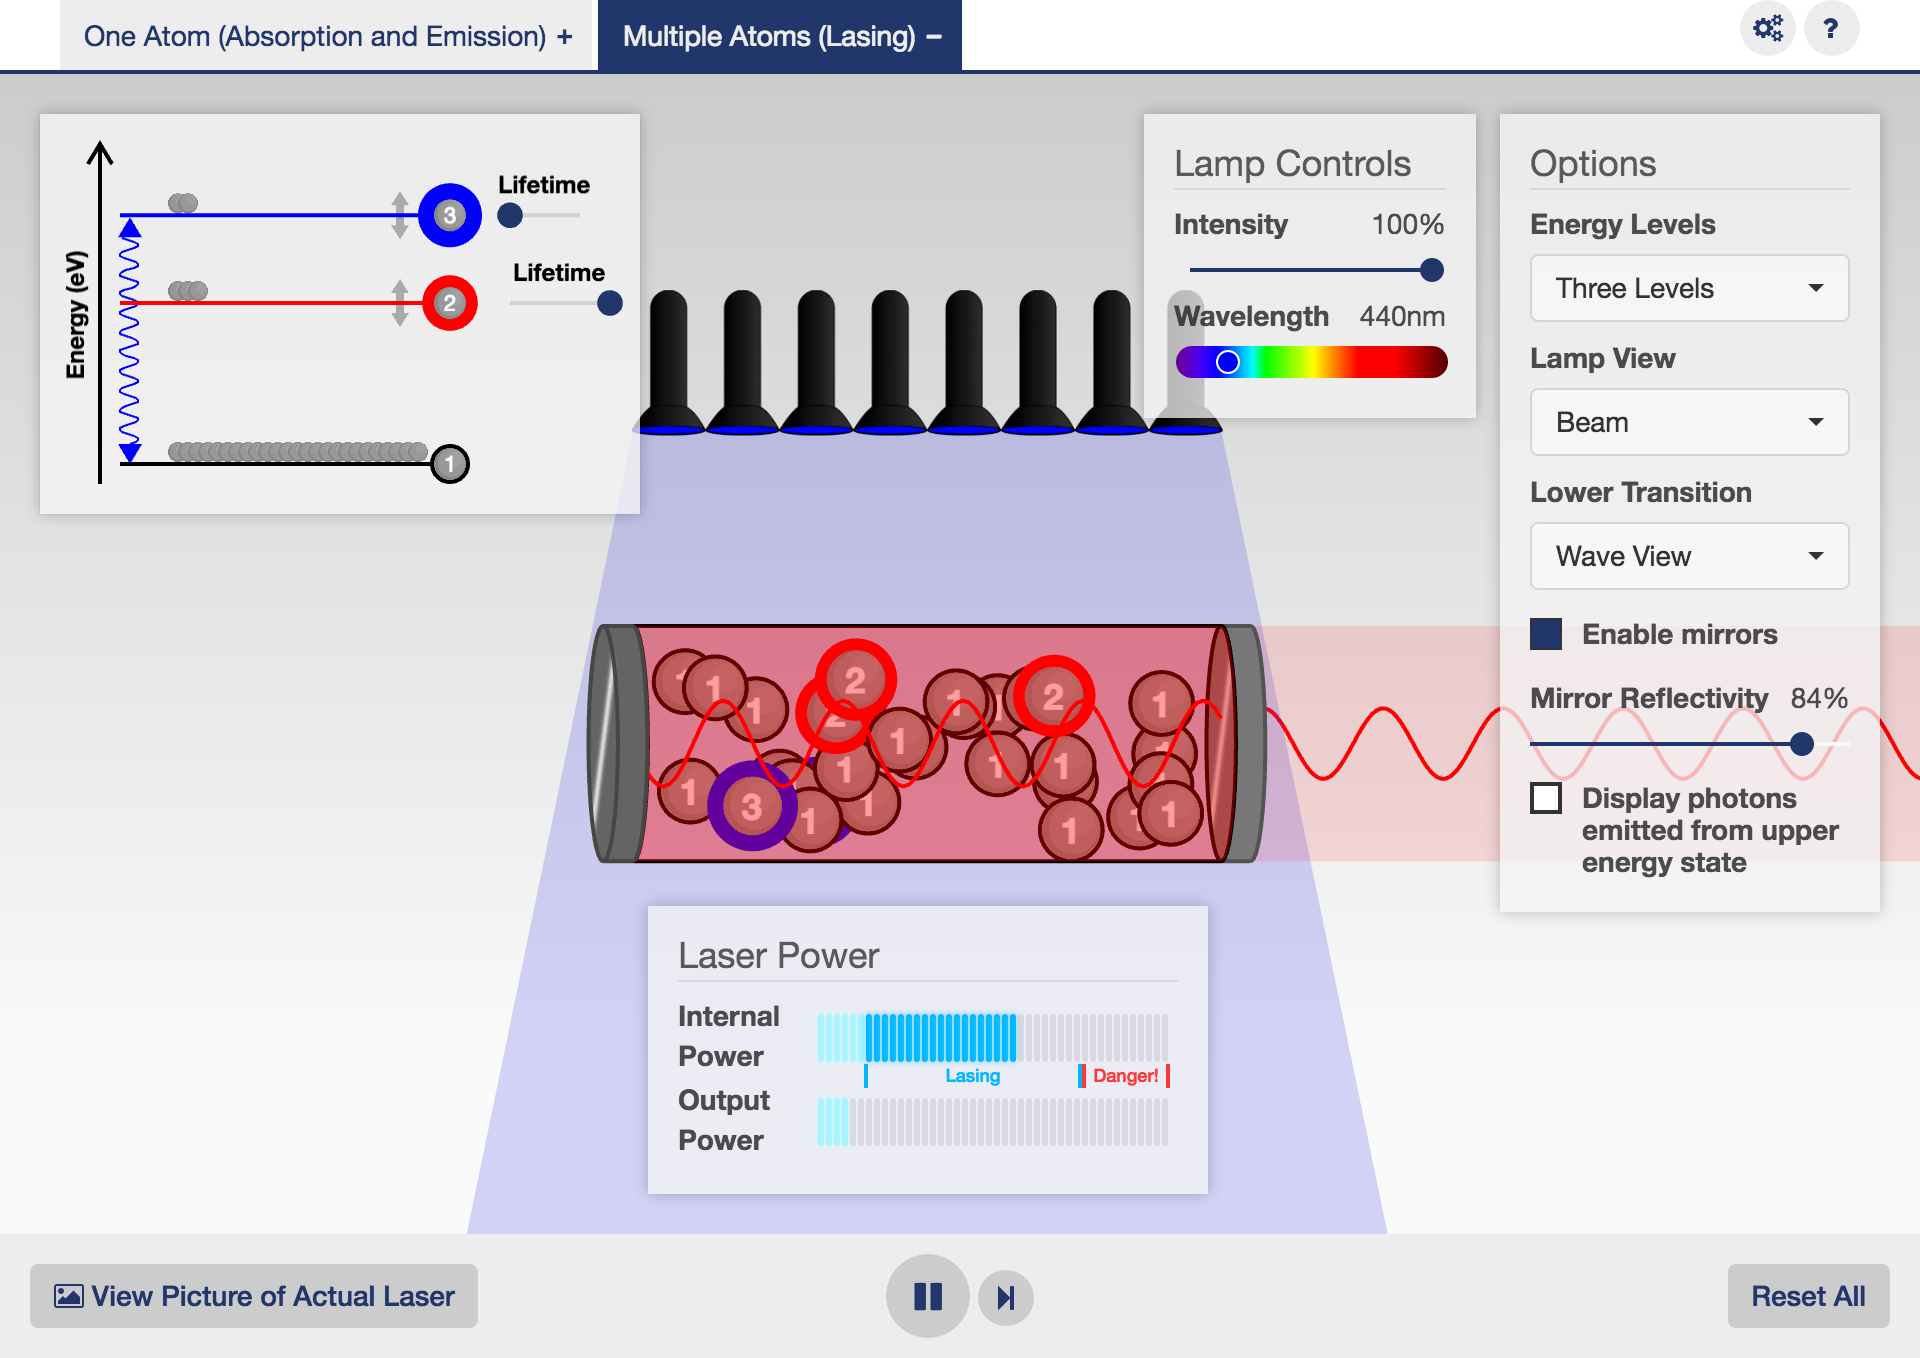 One Atom (Absorption and Emission) +
Multiple Atoms (Lasing) −
?
Energy (eV)
3
Lifetime
2
Lifetime
1
Lamp Controls
Intensity 100%
Wavelength 440nm
Options
Energy Levels
Three Levels
Lamp View
Beam
Lower Transition
Wave View
Enable mirrors
Mirror Reflectivity 84%
Display photons
emitted from upper
energy state
1 1 1 2 2 1 1 1 2 1 1
1 3 1 1 1 1 1 1 1 1
Laser Power
Internal
Power
Lasing Danger!
Output
Power
View Picture of Actual Laser
Reset All